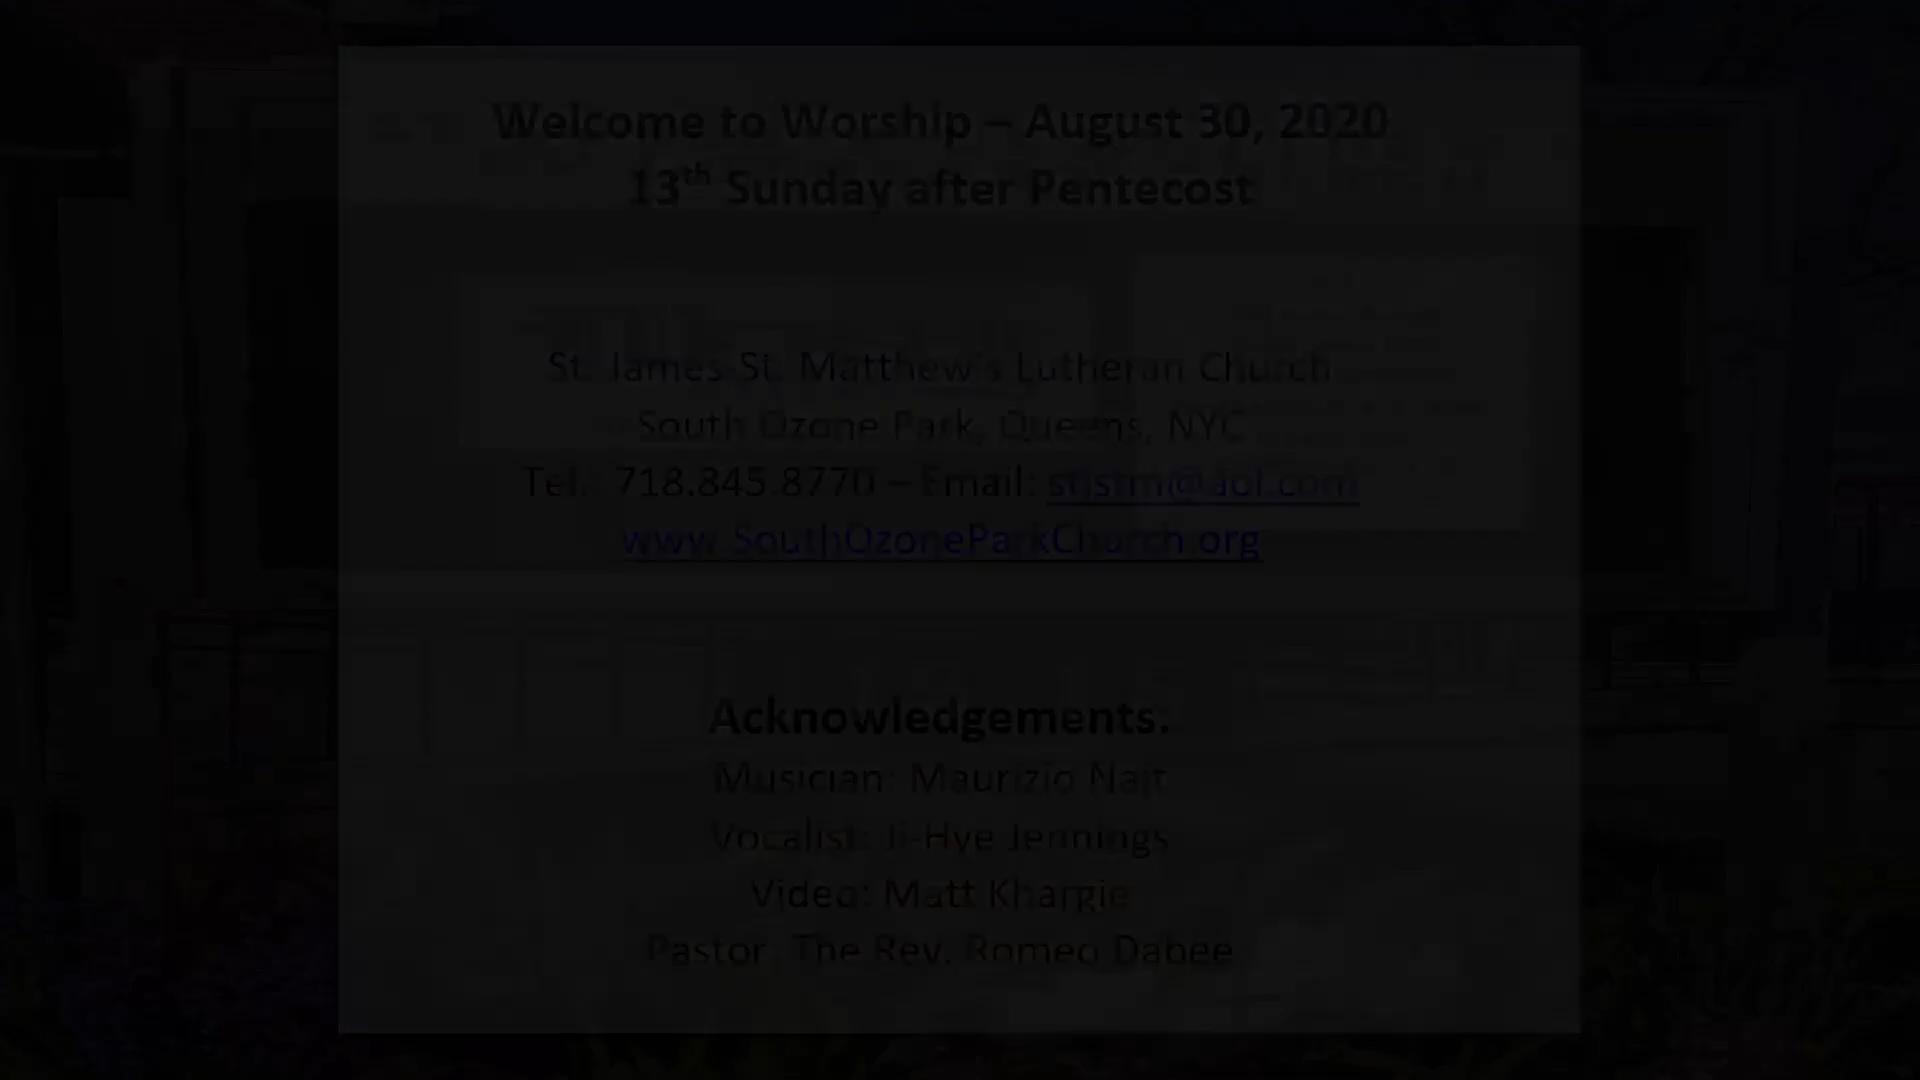 Welcome to Worship – August 30, 2020
13th Sunday after Pentecost
St. James-St. Matthew's Lutheran Church
South Ozone Park, Queens, NYC
Tel.: 718.845.8770 – Email: stjstm@aol.com
www.SouthOzoneParkChurch.org
Acknowledgements:
Musician: Maurizio Najt
Vocalist: Ji-Hye Jennings
Video: Matt Khargie
Pastor: The Rev. Romeo Dabee